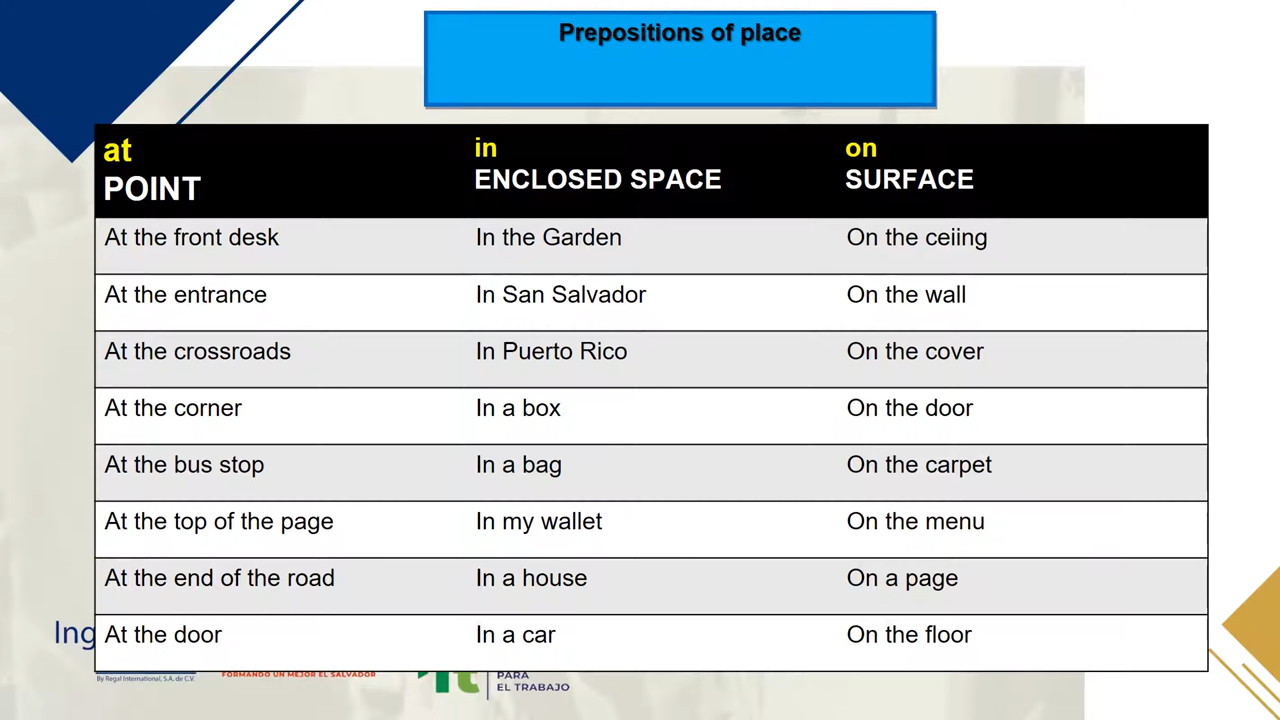 Prepositions of place
at in on
POINT ENCLOSED SPACE SURFACE
At the front desk In the Garden On the ceiing
At the entrance In San Salvador On the wall
At the crossroads In Puerto Rico On the cover
At the corner In a box On the door
At the bus stop In a bag On the carpet
At the top of the page In my wallet On the menu
At the end of the road In a house On a page
Ing At the door In a car On the floor
By Regal International, S.A. de C.V. FORMANDO UN MEJOR EL SALVADOR PARA
EL TRABAJO